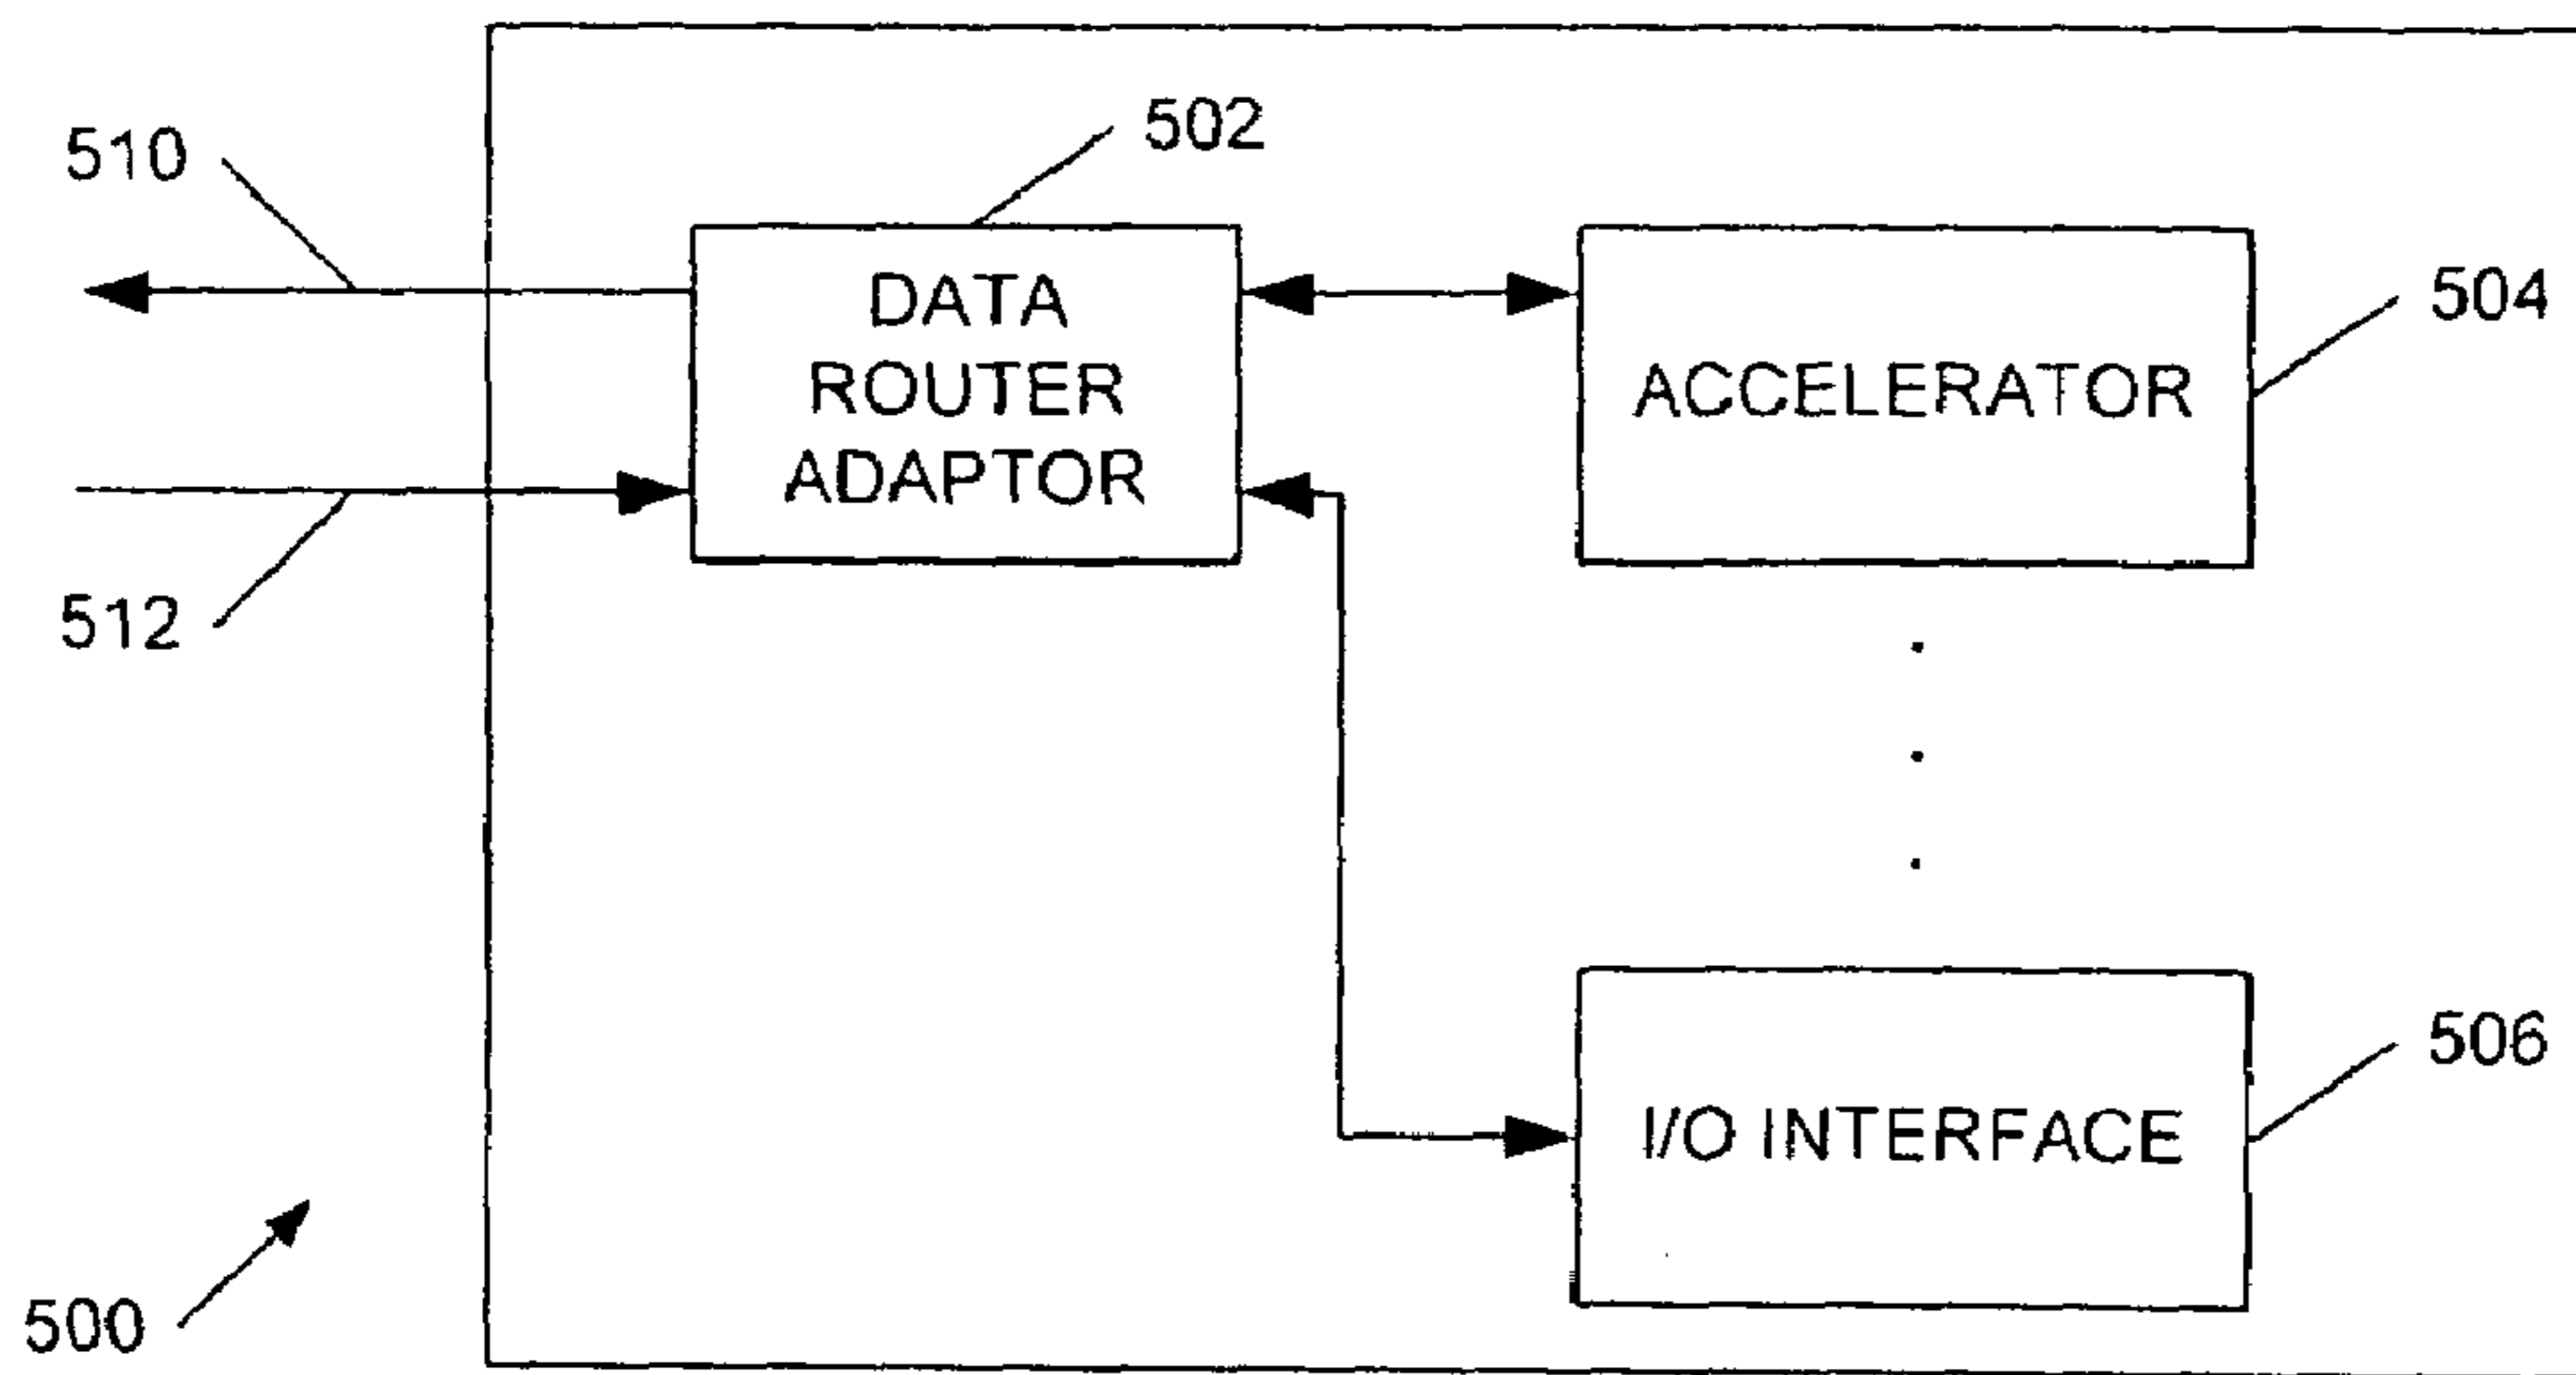 502
510
DATA
ROUTER
ADAPTOR
504
ACCELERATOR
512
506
I/O INTERFACE
500